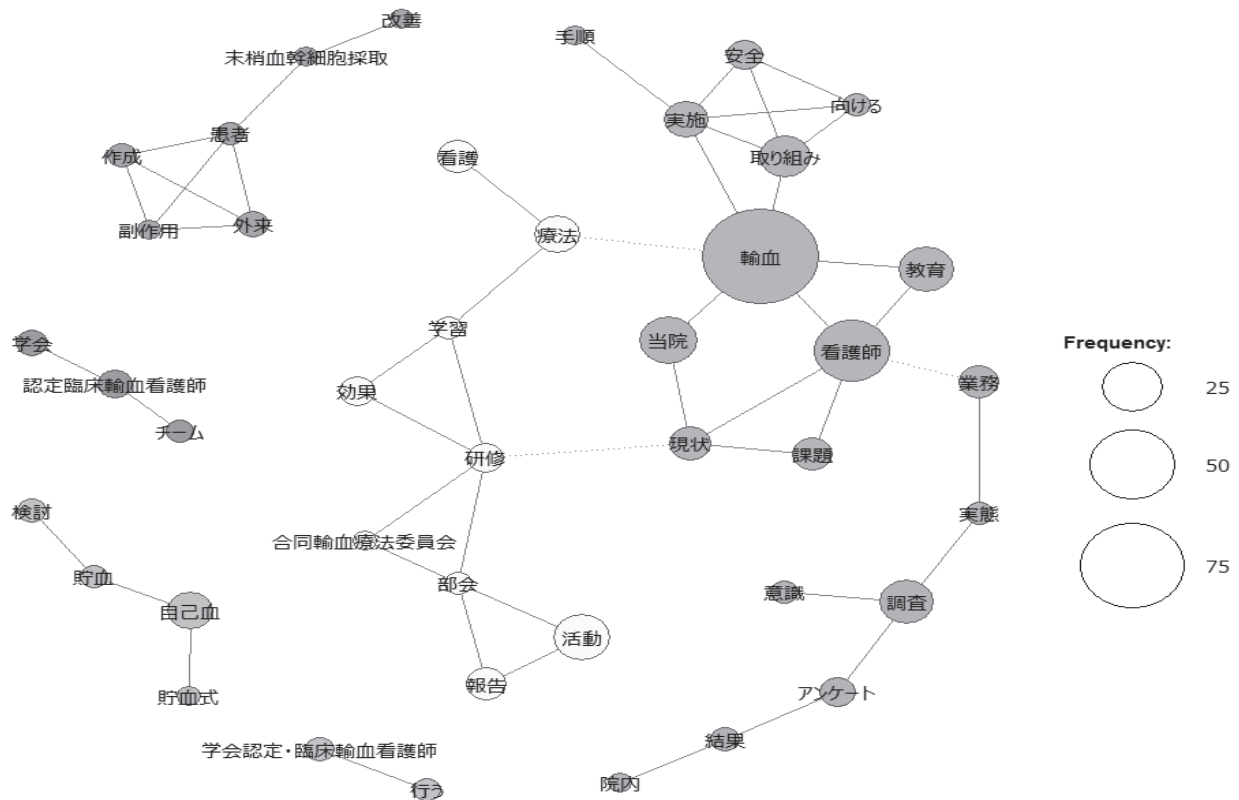 改善
末梢血幹細胞採取
手順
安全
向ける
実施
患者
作成
看護
取り組み
副作用
外来
療法
輸血
教育
学習
当院
看護師
学会
認定臨床輸血看護師
効果
業務
Frequency:
25
チーム
現状
課題
研修
50
検討
実態
合同輸血療法委員会
貯血
部会
意識
調査
75
自己血
活動
貯血式
報告
アンケート
学会認定・臨床輸血看護師
結果
行う
院内